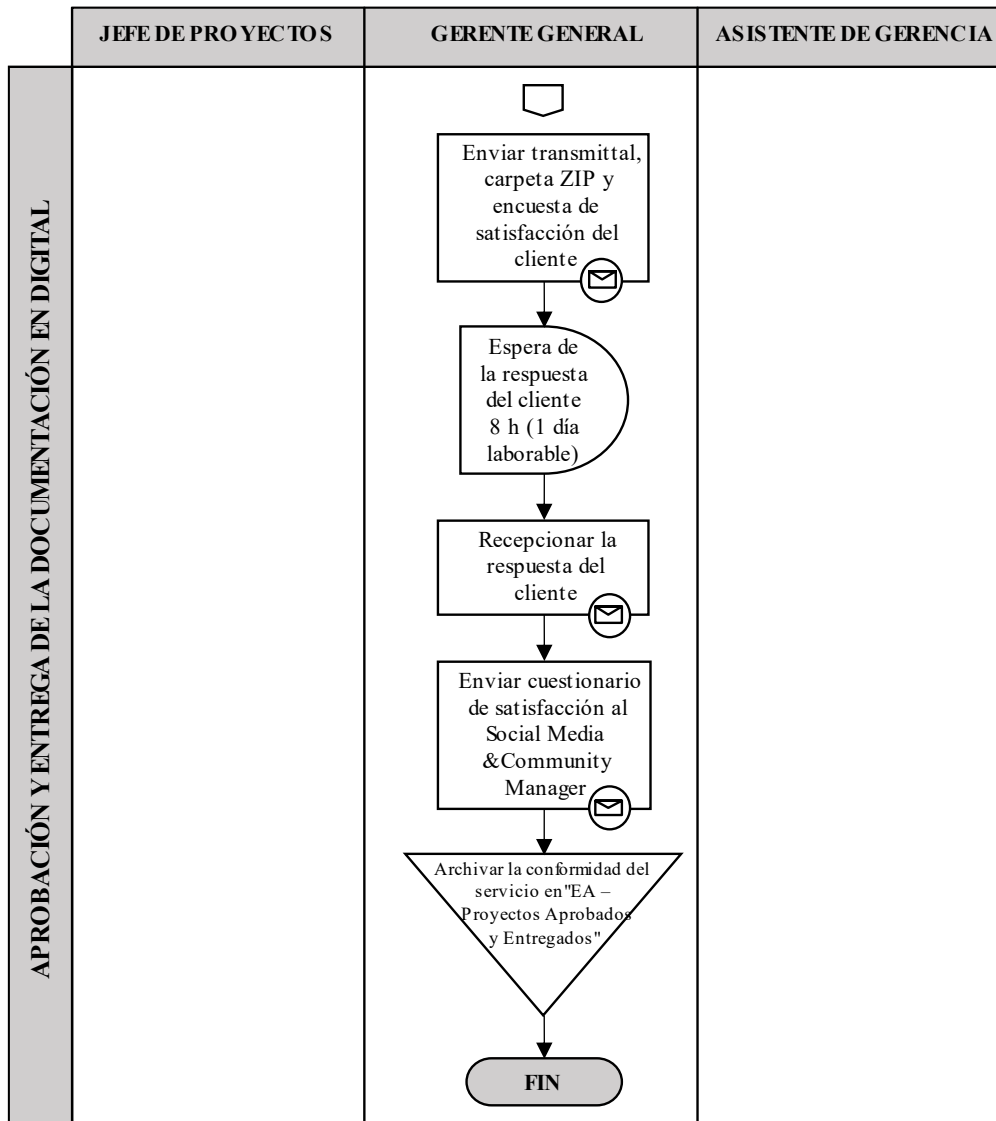 JEFE DE PROYECTOS
GERENTE GENERAL
ASISTENTE DE GERENCIA
APROBACIÓN Y ENTREGA DE LA DOCUMENTACIÓN EN DIGITAL
Enviar transmittal,
carpeta ZIP y
encuesta de
satisfacción del
cliente
Espera de
la respuesta
del cliente
8 h (1 día
laborable)
Recepcionar la
respuesta del
cliente
Enviar cuestionario
de satisfacción al
Social Media
&Community
Manager
Archivar la conformidad del
servicio en"EA –
Proyectos Aprobados
y Entregados"
FIN